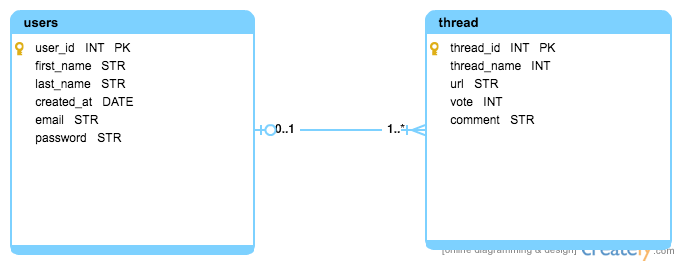 users
user_id INT PK
first_name STR
last_name STR
created_at DATE
email STR
password STR
0..1
1..*
thread
thread_id INT PK
thread_name INT
url STR
vote INT
comment STR
[online diagramming & design] creately.com